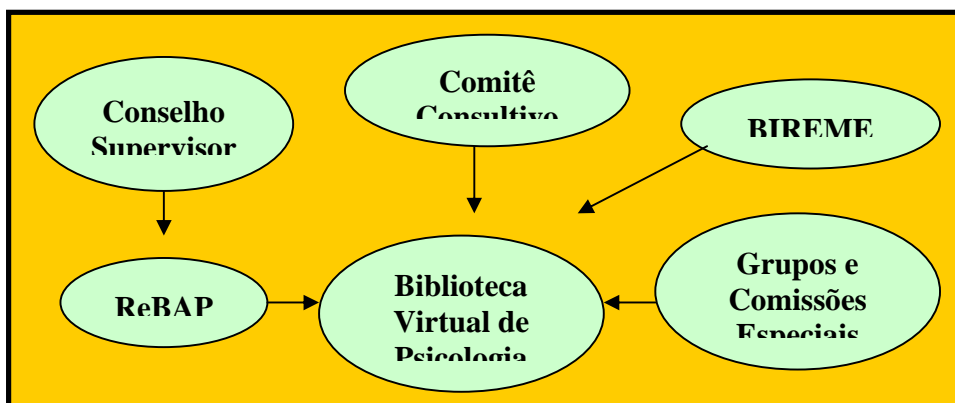 Comitê
Consultivo
Conselho
Supervisor
BIREME
ReBAP
Biblioteca
Virtual de
Psicologia
Grupos e
Comissões
Especiais